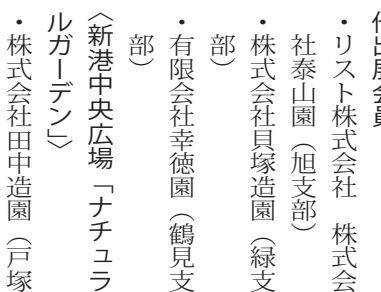 作出展会員
・リスト株式会社　株式会
社泰山園（旭支部）
・株式会社貝塚造園（緑支
部）
・有限会社幸徳園（鶴見支
部）
〈新港中央広場「ナチュラ
ルガーデン」〉
・株式会社田中造園（戸塚